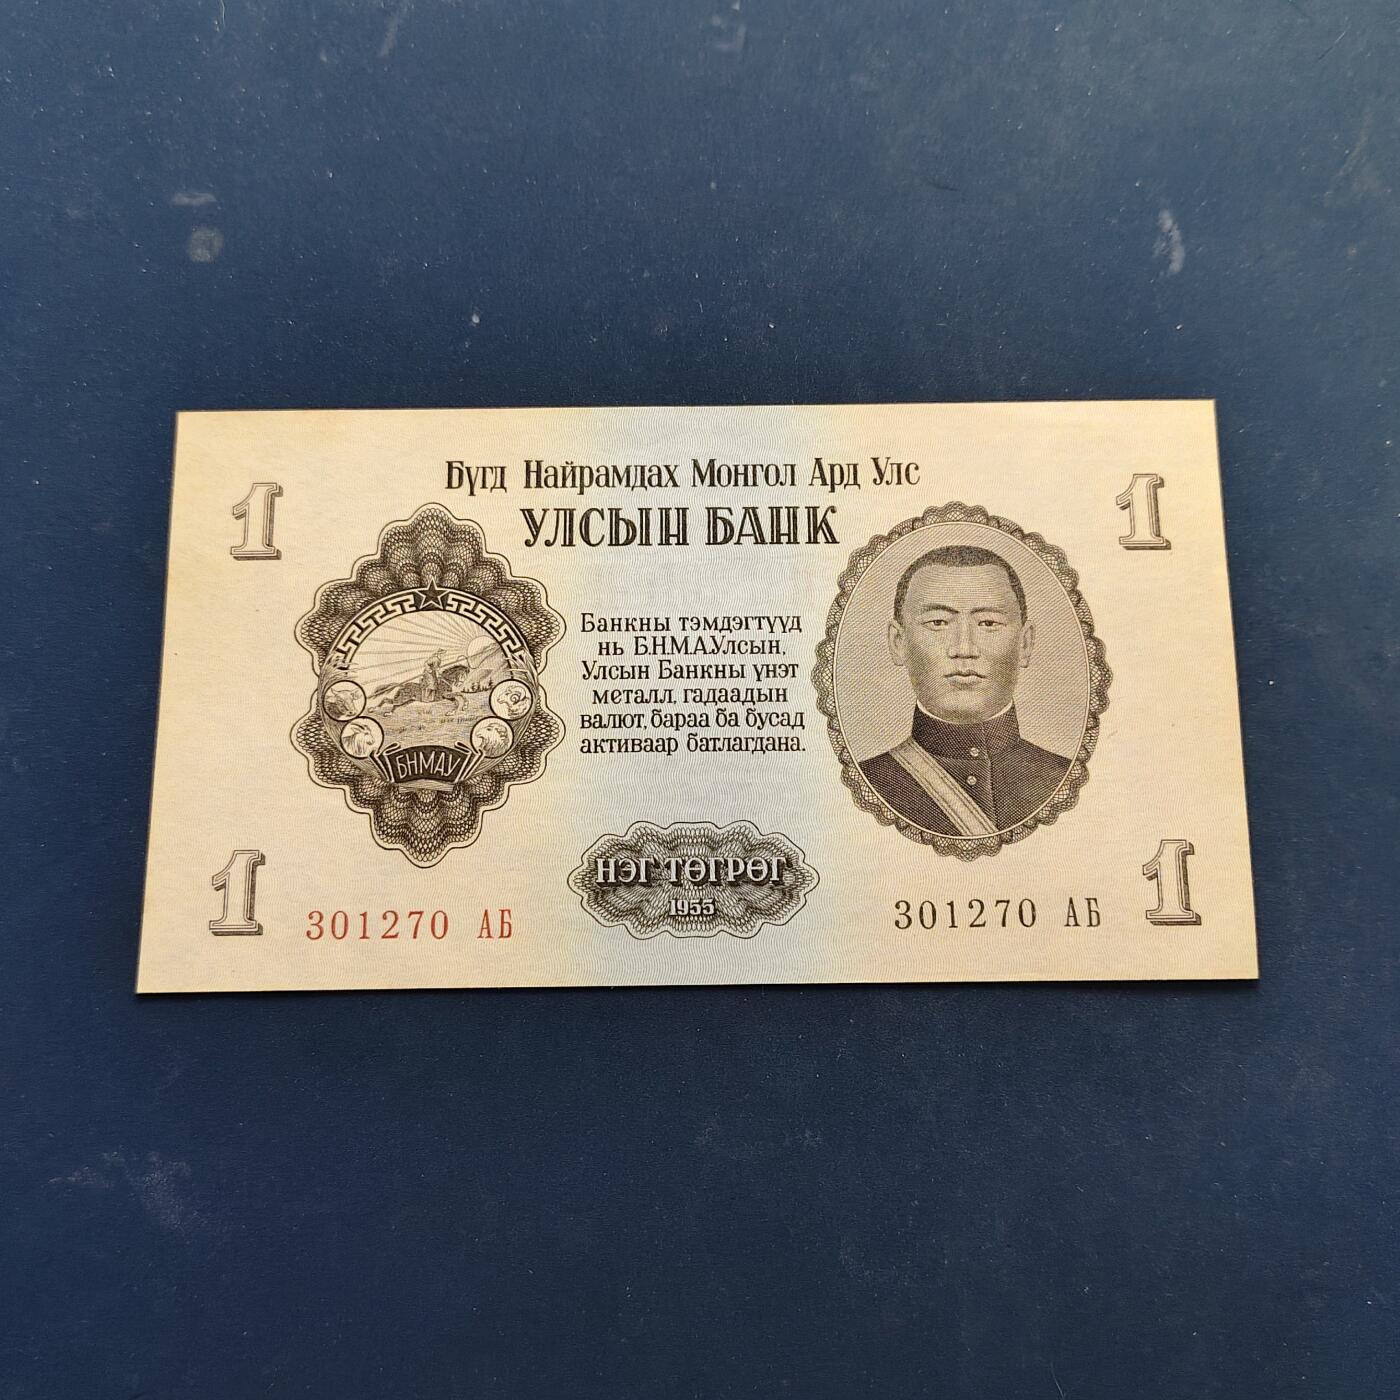 Бүгд Найрамдах Монгол Ард Улс
УЛСЫН БАНК
1
1
Банкны тэмдэгтүүд
нь Б.Н.М.А.Улсын,
Улсын Банкны үнэт
металл, гадаадын
валют, бараа ба бусад
активаар батлагдана.
БНМАУ
НЭГ ТӨГРӨГ
1955
1
301270 АБ
301270 АБ
1